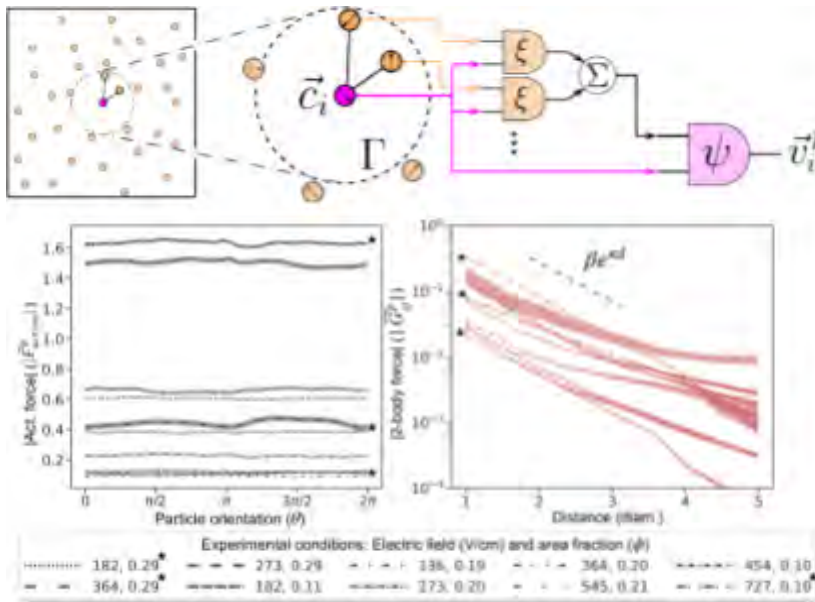 ξ
ξ
Σ
Γ
ψ
1.6
1.4
1.2
1.0
0.8
0.6
0.4
0.2
0
π/2
π
3π/2
2π
Particle orientation (θ)
|2-body force|
βe
1
2
3
4
5
Distance (diam.)
Experimental conditions: Electric field (V/cm) and area fraction (ϕ)
182, 0.29★
273, 0.29
136, 0.19
364, 0.20
454, 0.10
364, 0.29★
182, 0.11
273, 0.20
545, 0.21
727, 0.10★